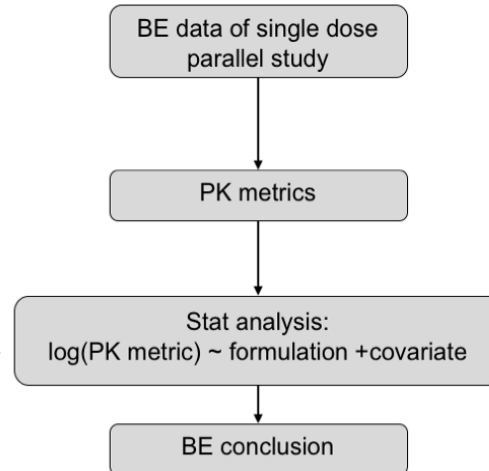 BE data of single dose
parallel study
PK metrics
Stat analysis:
log(PK metric) ~ formulation +covariate
BE conclusion